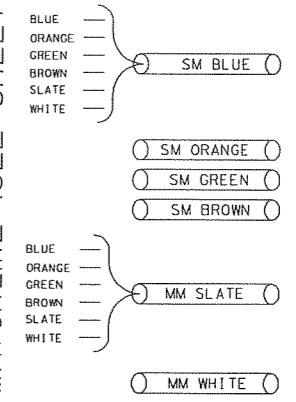 BLUE
ORANGE
GREEN
BROWN
SLATE
WHITE
SM BLUE
SM ORANGE
SM GREEN
SM BROWN
BLUE
ORANGE
GREEN
BROWN
SLATE
WHITE
MM SLATE
MM WHITE